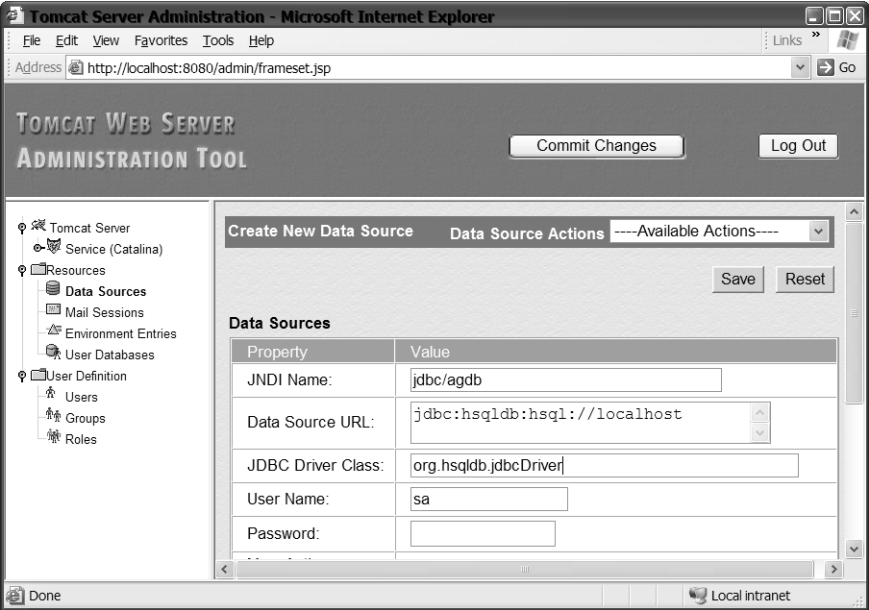 Tomcat Server Administration - Microsoft Internet Explorer
File Edit View Favorites Tools Help Links »
Address http://localhost:8080/admin/frameset.jsp Go
TOMCAT WEB SERVER
ADMINISTRATION TOOL
Commit Changes Log Out
Tomcat Server
Service (Catalina)
Resources
Data Sources
Mail Sessions
Environment Entries
User Databases
User Definition
Users
Groups
Roles
Create New Data Source Data Source Actions ----Available Actions----
Save Reset
Data Sources
Property Value
JNDI Name: jdbc/agdb
Data Source URL: jdbc:hsqldb:hsql://localhost
JDBC Driver Class: org.hsqldb.jdbcDriver
User Name: sa
Password:
Done Local intranet